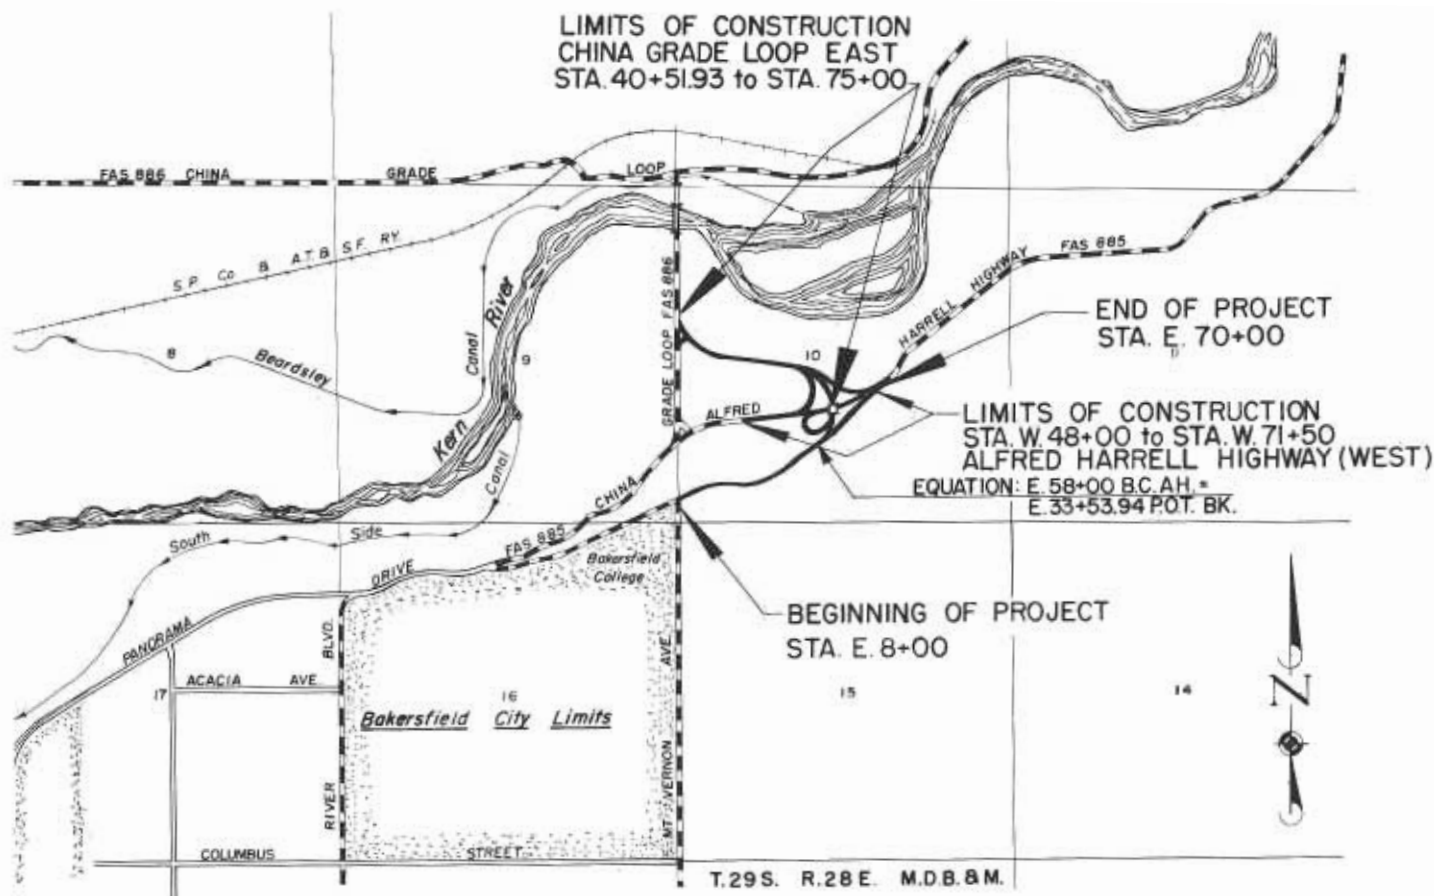 LIMITS OF CONSTRUCTION
CHINA GRADE LOOP EAST
STA. 40+51.93 to STA. 75+00
FAS 886 CHINA GRADE LOOP
S.P. Co & A.T.& S.F. RY.
Kern River
Canal
8
Beardsley
9
GRADE LOOP FAS 886
10
HARRELL HIGHWAY FAS 885
END OF PROJECT
STA. E. 70+00
ALFRED
LIMITS OF CONSTRUCTION
STA. W. 48+00 to STA. W. 71+50
ALFRED HARRELL HIGHWAY (WEST)
EQUATION: E. 58+00 B.C. AH. =
E. 33+53.94 P.O.T. BK.
South Side Canal
FAS 885 CHINA
Bakersfield
College
PANORAMA DRIVE
BEGINNING OF PROJECT
STA. E. 8+00
17
ACACIA AVE.
RIVER BLVD.
16
Bakersfield City Limits
MT. VERNON AVE.
15
14
N
COLUMBUS STREET
T.29 S. R.28 E. M.D.B.&M.